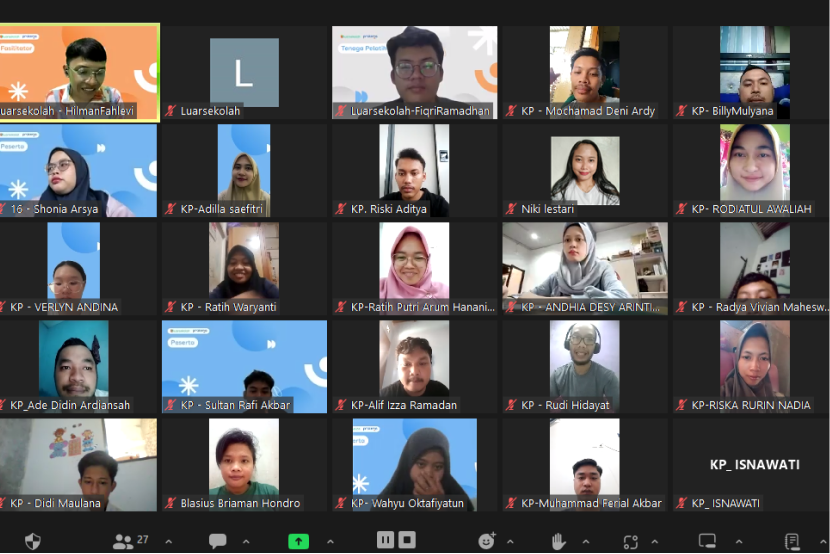 Fasilitator
uarsekolah - HilmanFahlevi
L
Luarsekolah
Tenaga Pelatih
Luarsekolah-FiqriRamadhan
KP - Mochamad Deni Ardy
KP- BillyMulyana
Peserta
16 - Shonia Arsya
KP-Adilla saefitri
KP. Riski Aditya
Niki lestari
KP- RODIATUL AWALIAH
KP - VERLYN ANDINA
KP - Ratih Waryanti
KP-Ratih Putri Arum Hanani...
KP - ANDHIA DESY ARINTI...
KP - Radya Vivian Mahesw...
KP_Ade Didin Ardiansah
Peserta
KP - Sultan Rafi Akbar
KP-Alif Izza Ramadan
KP - Rudi Hidayat
KP-RISKA RURIN NADIA
KP - Didi Maulana
Blasius Briaman Hondro
KP- Wahyu Oktafiyatun
KP-Muhammad Ferial Akbar
KP_ ISNAWATI
KP_ ISNAWATI
27